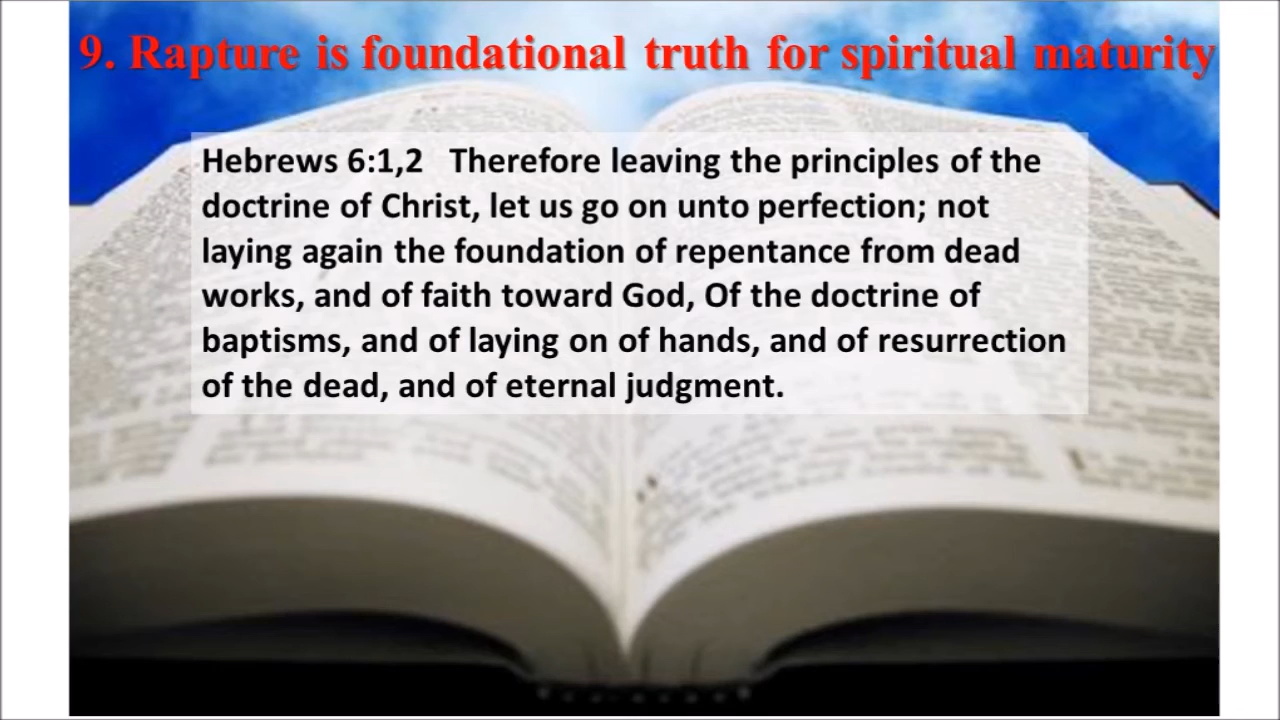 9. Rapture is foundational truth for spiritual maturity
Hebrews 6:1,2 Therefore leaving the principles of the
doctrine of Christ, let us go on unto perfection; not
laying again the foundation of repentance from dead
works, and of faith toward God, Of the doctrine of
baptisms, and of laying on of hands, and of resurrection
of the dead, and of eternal judgment.